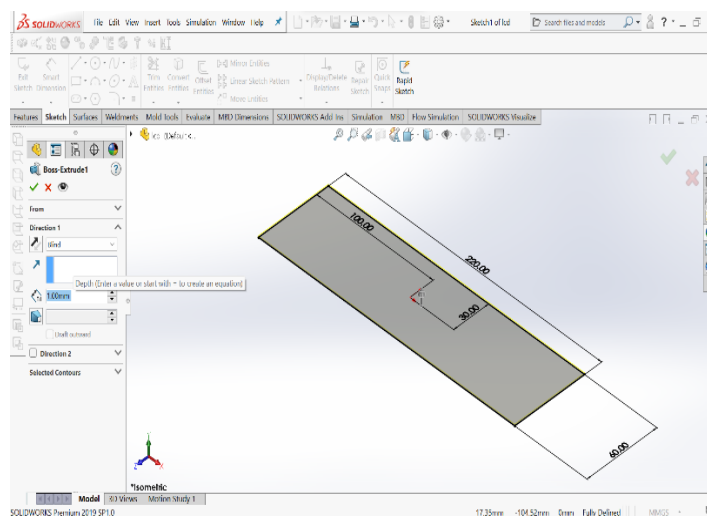 SOLIDWORKS File Edit View Insert Tools Simulation Window Help Sketch1 of lcd Search files and models
Exit Sketch Smart Dimension Trim Entities Convert Entities Offset Entities Mirror Entities Linear Sketch Pattern Move Entities Display/Delete Relations Repair Sketch Quick Snaps Rapid Sketch
Features Sketch Surfaces Weldments Mold Tools Evaluate MBD Dimensions SOLIDWORKS Add Ins Simulation MBD Flow Simulation SOLIDWORKS Visualize
Boss-Extrude1
From
Direction 1
Blind
Depth (Enter a value or start with = to create an equation)
1.00mm
Draft outward
Direction 2
Selected Contours
100.00
220.00
30.00
60.00
*Isometric
Model 3D Views Motion Study 1
SOLIDWORKS Premium 2019 SP1.0 17.35mm -104.52mm 0mm Fully Defined MMGS